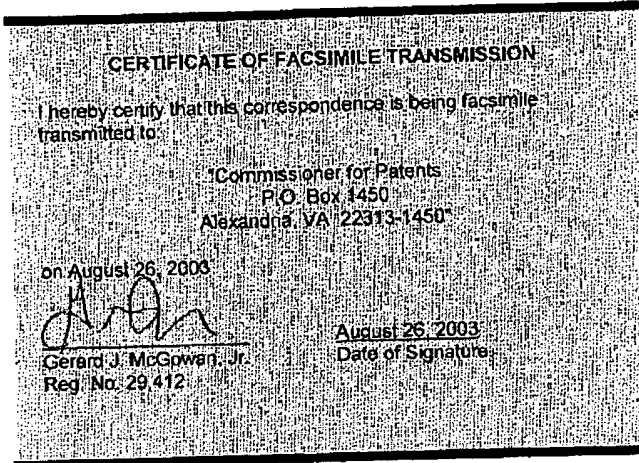 CERTIFICATE OF FACSIMILE TRANSMISSION
I hereby certify that this correspondence is being facsimile
transmitted to:
"Commissioner for Patents
P.O. Box 1450
Alexandria, VA 22313-1450"
on August 26, 2003
Gerard J. McGowan, Jr.
Reg. No. 29,412
August 26, 2003
Date of Signature